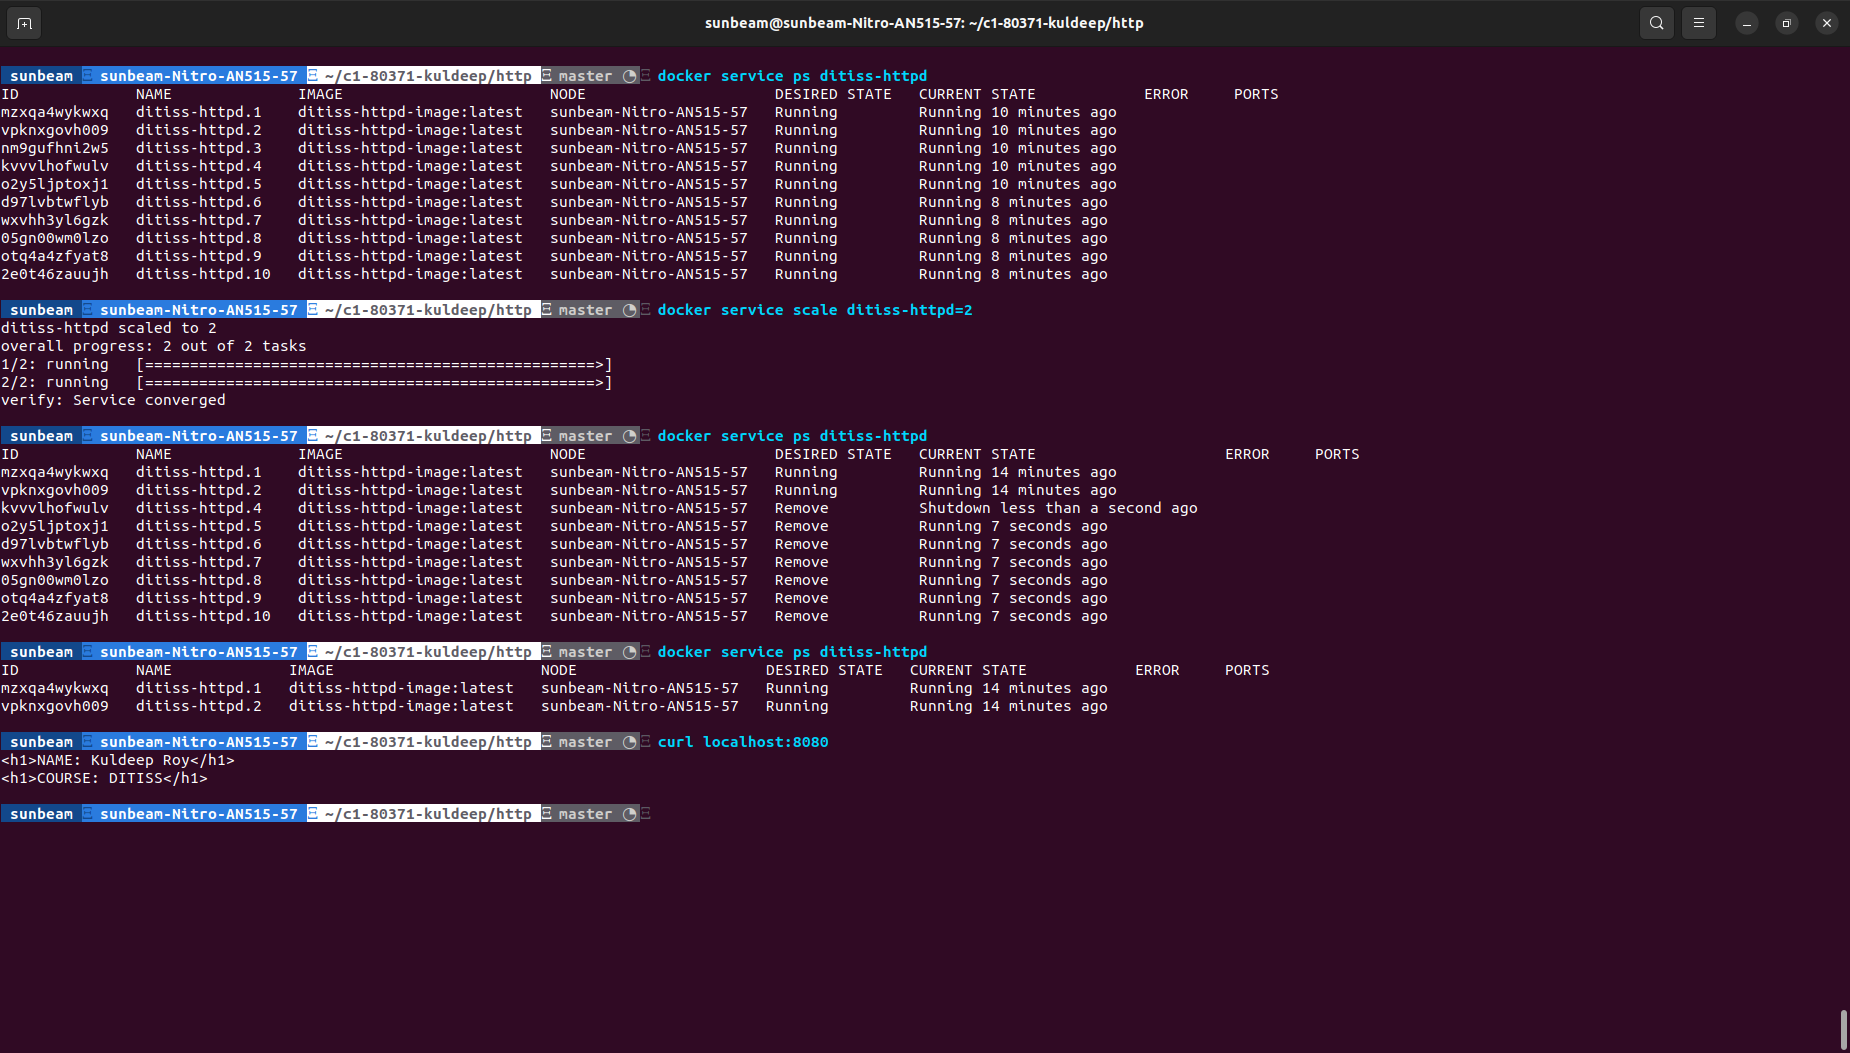 sunbeam@sunbeam-Nitro-AN515-57: ~/c1-80371-kuldeep/http
sunbeam sunbeam-Nitro-AN515-57 ~/c1-80371-kuldeep/http master docker service ps ditiss-httpd
ID NAME IMAGE NODE DESIRED STATE CURRENT STATE ERROR PORTS
mzxqa4wykwxq ditiss-httpd.1 ditiss-httpd-image:latest sunbeam-Nitro-AN515-57 Running Running 10 minutes ago
vpknxgovh009 ditiss-httpd.2 ditiss-httpd-image:latest sunbeam-Nitro-AN515-57 Running Running 10 minutes ago
nm9gufhni2w5 ditiss-httpd.3 ditiss-httpd-image:latest sunbeam-Nitro-AN515-57 Running Running 10 minutes ago
kvvvlhofwulv ditiss-httpd.4 ditiss-httpd-image:latest sunbeam-Nitro-AN515-57 Running Running 10 minutes ago
o2y5ljptoxj1 ditiss-httpd.5 ditiss-httpd-image:latest sunbeam-Nitro-AN515-57 Running Running 10 minutes ago
d97lvbtwflyb ditiss-httpd.6 ditiss-httpd-image:latest sunbeam-Nitro-AN515-57 Running Running 8 minutes ago
wxvhh3yl6gzk ditiss-httpd.7 ditiss-httpd-image:latest sunbeam-Nitro-AN515-57 Running Running 8 minutes ago
05gn00wm0lzo ditiss-httpd.8 ditiss-httpd-image:latest sunbeam-Nitro-AN515-57 Running Running 8 minutes ago
otq4a4zfyat8 ditiss-httpd.9 ditiss-httpd-image:latest sunbeam-Nitro-AN515-57 Running Running 8 minutes ago
2e0t46zauujh ditiss-httpd.10 ditiss-httpd-image:latest sunbeam-Nitro-AN515-57 Running Running 8 minutes ago
sunbeam sunbeam-Nitro-AN515-57 ~/c1-80371-kuldeep/http master docker service scale ditiss-httpd=2
ditiss-httpd scaled to 2
overall progress: 2 out of 2 tasks
1/2: running [==================================================>]
2/2: running [==================================================>]
verify: Service converged
sunbeam sunbeam-Nitro-AN515-57 ~/c1-80371-kuldeep/http master docker service ps ditiss-httpd
ID NAME IMAGE NODE DESIRED STATE CURRENT STATE ERROR PORTS
mzxqa4wykwxq ditiss-httpd.1 ditiss-httpd-image:latest sunbeam-Nitro-AN515-57 Running Running 14 minutes ago
vpknxgovh009 ditiss-httpd.2 ditiss-httpd-image:latest sunbeam-Nitro-AN515-57 Running Running 14 minutes ago
kvvvlhofwulv ditiss-httpd.4 ditiss-httpd-image:latest sunbeam-Nitro-AN515-57 Remove Shutdown less than a second ago
o2y5ljptoxj1 ditiss-httpd.5 ditiss-httpd-image:latest sunbeam-Nitro-AN515-57 Remove Running 7 seconds ago
d97lvbtwflyb ditiss-httpd.6 ditiss-httpd-image:latest sunbeam-Nitro-AN515-57 Remove Running 7 seconds ago
wxvhh3yl6gzk ditiss-httpd.7 ditiss-httpd-image:latest sunbeam-Nitro-AN515-57 Remove Running 7 seconds ago
05gn00wm0lzo ditiss-httpd.8 ditiss-httpd-image:latest sunbeam-Nitro-AN515-57 Remove Running 7 seconds ago
otq4a4zfyat8 ditiss-httpd.9 ditiss-httpd-image:latest sunbeam-Nitro-AN515-57 Remove Running 7 seconds ago
2e0t46zauujh ditiss-httpd.10 ditiss-httpd-image:latest sunbeam-Nitro-AN515-57 Remove Running 7 seconds ago
sunbeam sunbeam-Nitro-AN515-57 ~/c1-80371-kuldeep/http master docker service ps ditiss-httpd
ID NAME IMAGE NODE DESIRED STATE CURRENT STATE ERROR PORTS
mzxqa4wykwxq ditiss-httpd.1 ditiss-httpd-image:latest sunbeam-Nitro-AN515-57 Running Running 14 minutes ago
vpknxgovh009 ditiss-httpd.2 ditiss-httpd-image:latest sunbeam-Nitro-AN515-57 Running Running 14 minutes ago
sunbeam sunbeam-Nitro-AN515-57 ~/c1-80371-kuldeep/http master curl localhost:8080
<h1>NAME: Kuldeep Roy</h1>
<h1>COURSE: DITISS</h1>
sunbeam sunbeam-Nitro-AN515-57 ~/c1-80371-kuldeep/http master